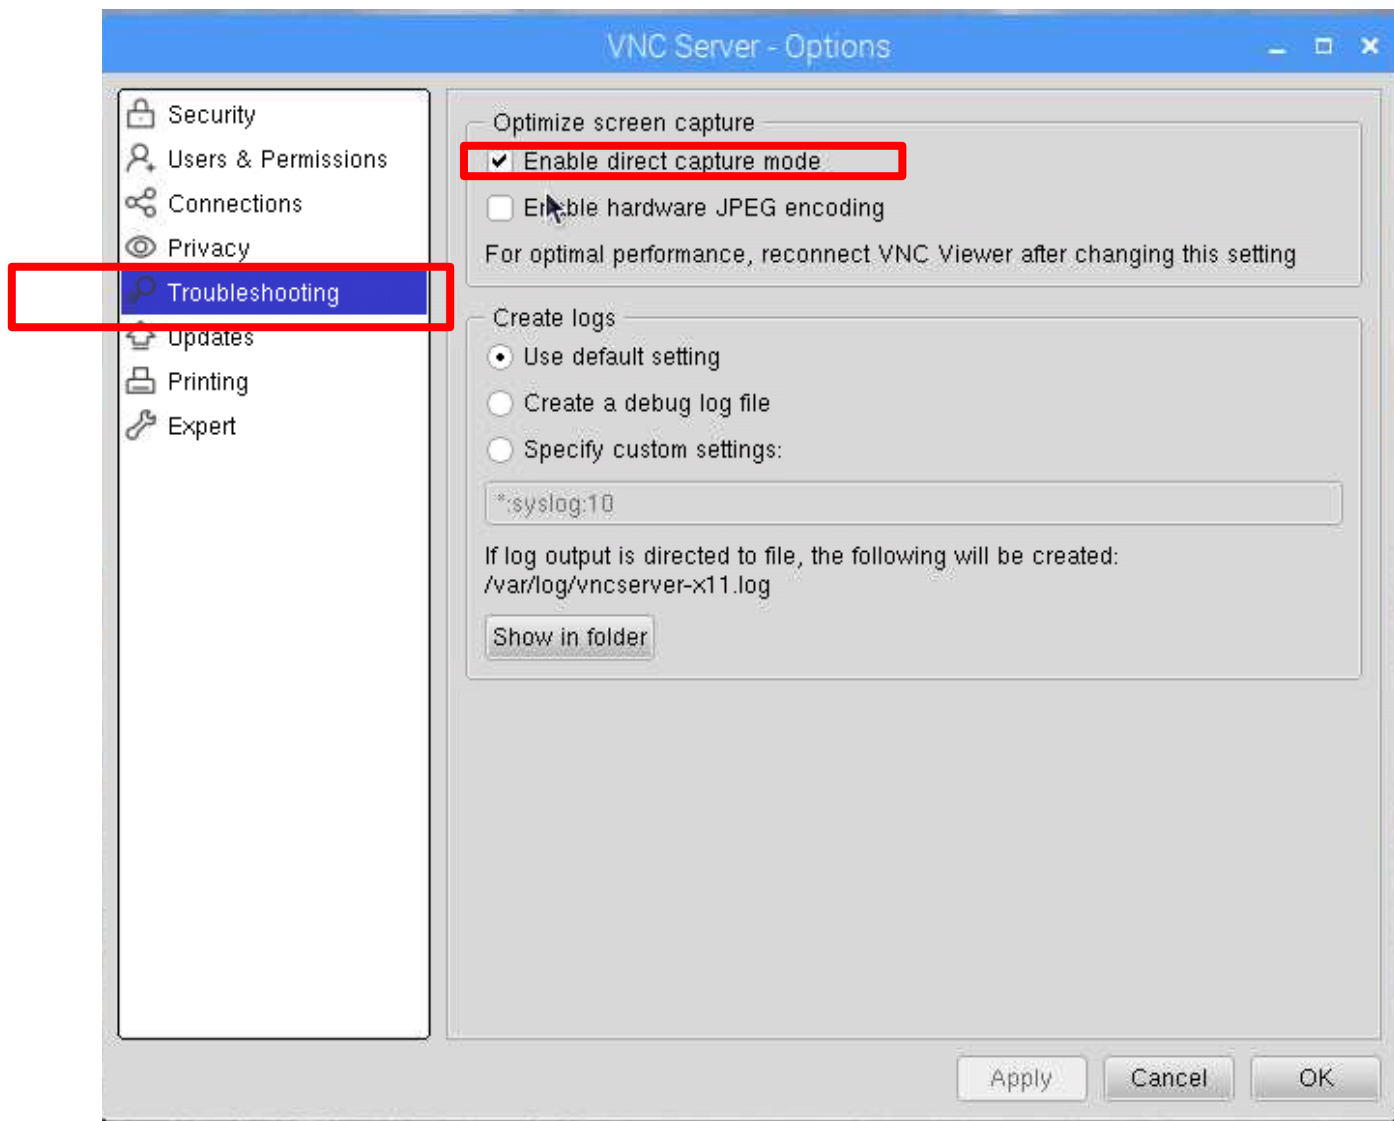 VNC Server - Options
Security
Users & Permissions
Connections
Privacy
Troubleshooting
Updates
Printing
Expert
Optimize screen capture
Enable direct capture mode
Enable hardware JPEG encoding
For optimal performance, reconnect VNC Viewer after changing this setting
Create logs
Use default setting
Create a debug log file
Specify custom settings:
*:syslog:10
If log output is directed to file, the following will be created:
/var/log/vncserver-x11.log
Show in folder
Apply
Cancel
OK